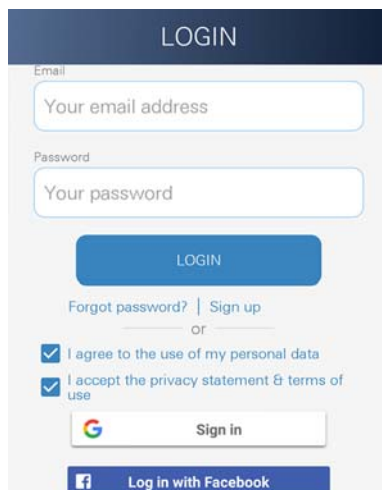 LOGIN
Email
Your email address
Password
Your password
LOGIN
Forgot password? | Sign up
or
I agree to the use of my personal data
I accept the privacy statement & terms of
use
Sign in
Log in with Facebook